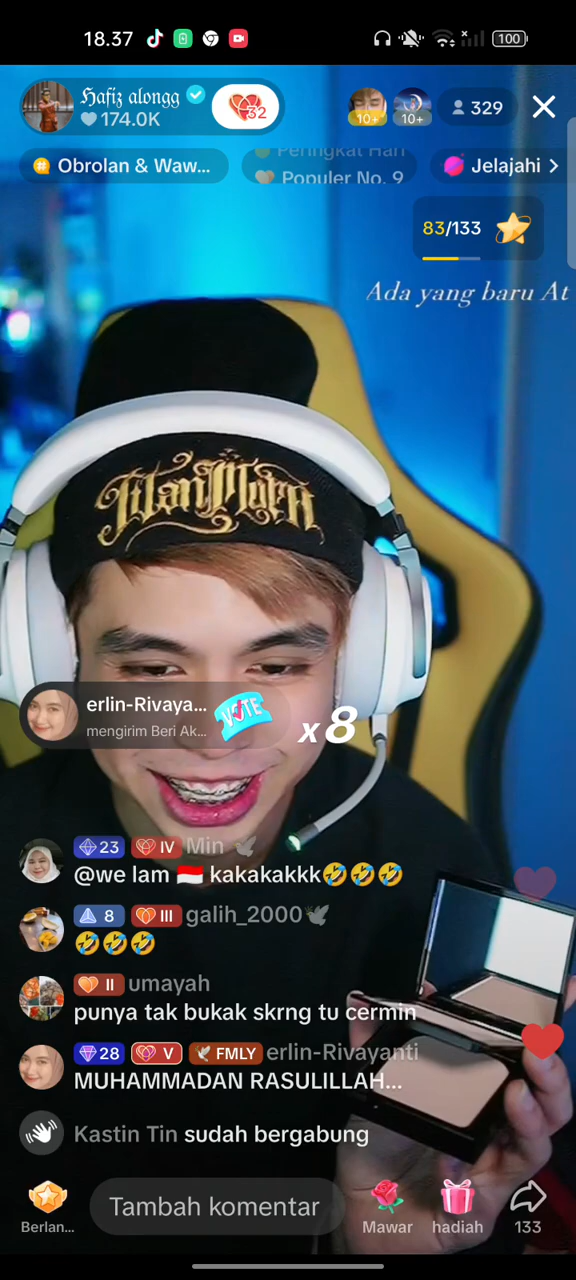 18.37
100
Hafiz alongg
174.0K
32
10+
10+
329
Obrolan & Waw...
Peringkat Hari
Populer No. 9
Jelajahi
83/133
Ada yang baru At
erlin-Rivaya...
mengirim Beri Ak...
VOTE
x8
23 IV Min
@we lam 🇮🇩 kakakakkk🤣🤣🤣
8 III galih_2000🕊
🤣🤣🤣
II umayah
punya tak bukak skrng tu cermin
28 V FMLY erlin-Rivayanti
MUHAMMADAN RASULILLAH...
Kastin Tin sudah bergabung
Berlan...
Tambah komentar
Mawar
hadiah
133